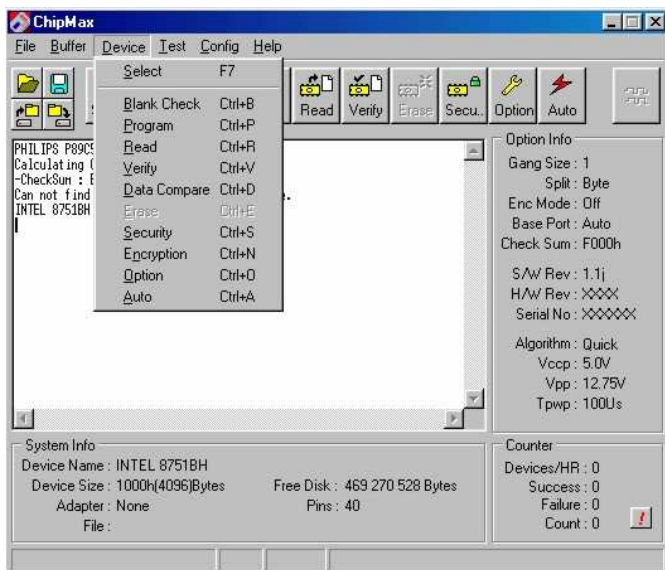 ChipMax
File Buffer Device Test Config Help
Select F7
Blank Check Ctrl+B
Program Ctrl+P
Read Ctrl+R
Verify Ctrl+V
Data Compare Ctrl+D
Erase Ctrl+E
Security Ctrl+S
Encryption Ctrl+N
Option Ctrl+O
Auto Ctrl+A
Read Verify Erase Secu.. Option Auto
PHILIPS P89C5
Calculating
-CheckSum :
Can not find
INTEL 8751BH
Option Info
Gang Size : 1
Split : Byte
Enc Mode : Off
Base Port : Auto
Check Sum : F000h
S/W Rev : 1.1j
H/W Rev : XXXX
Serial No : XXXXXX
Algorithm : Quick
Vccp : 5.0V
Vpp : 12.75V
Tpwp : 100Us
System Info
Device Name : INTEL 8751BH
Device Size : 1000h(4096)Bytes Free Disk : 469 270 528 Bytes
Adapter : None Pins : 40
File :
Counter
Devices/HR : 0
Success : 0
Failure : 0
Count : 0